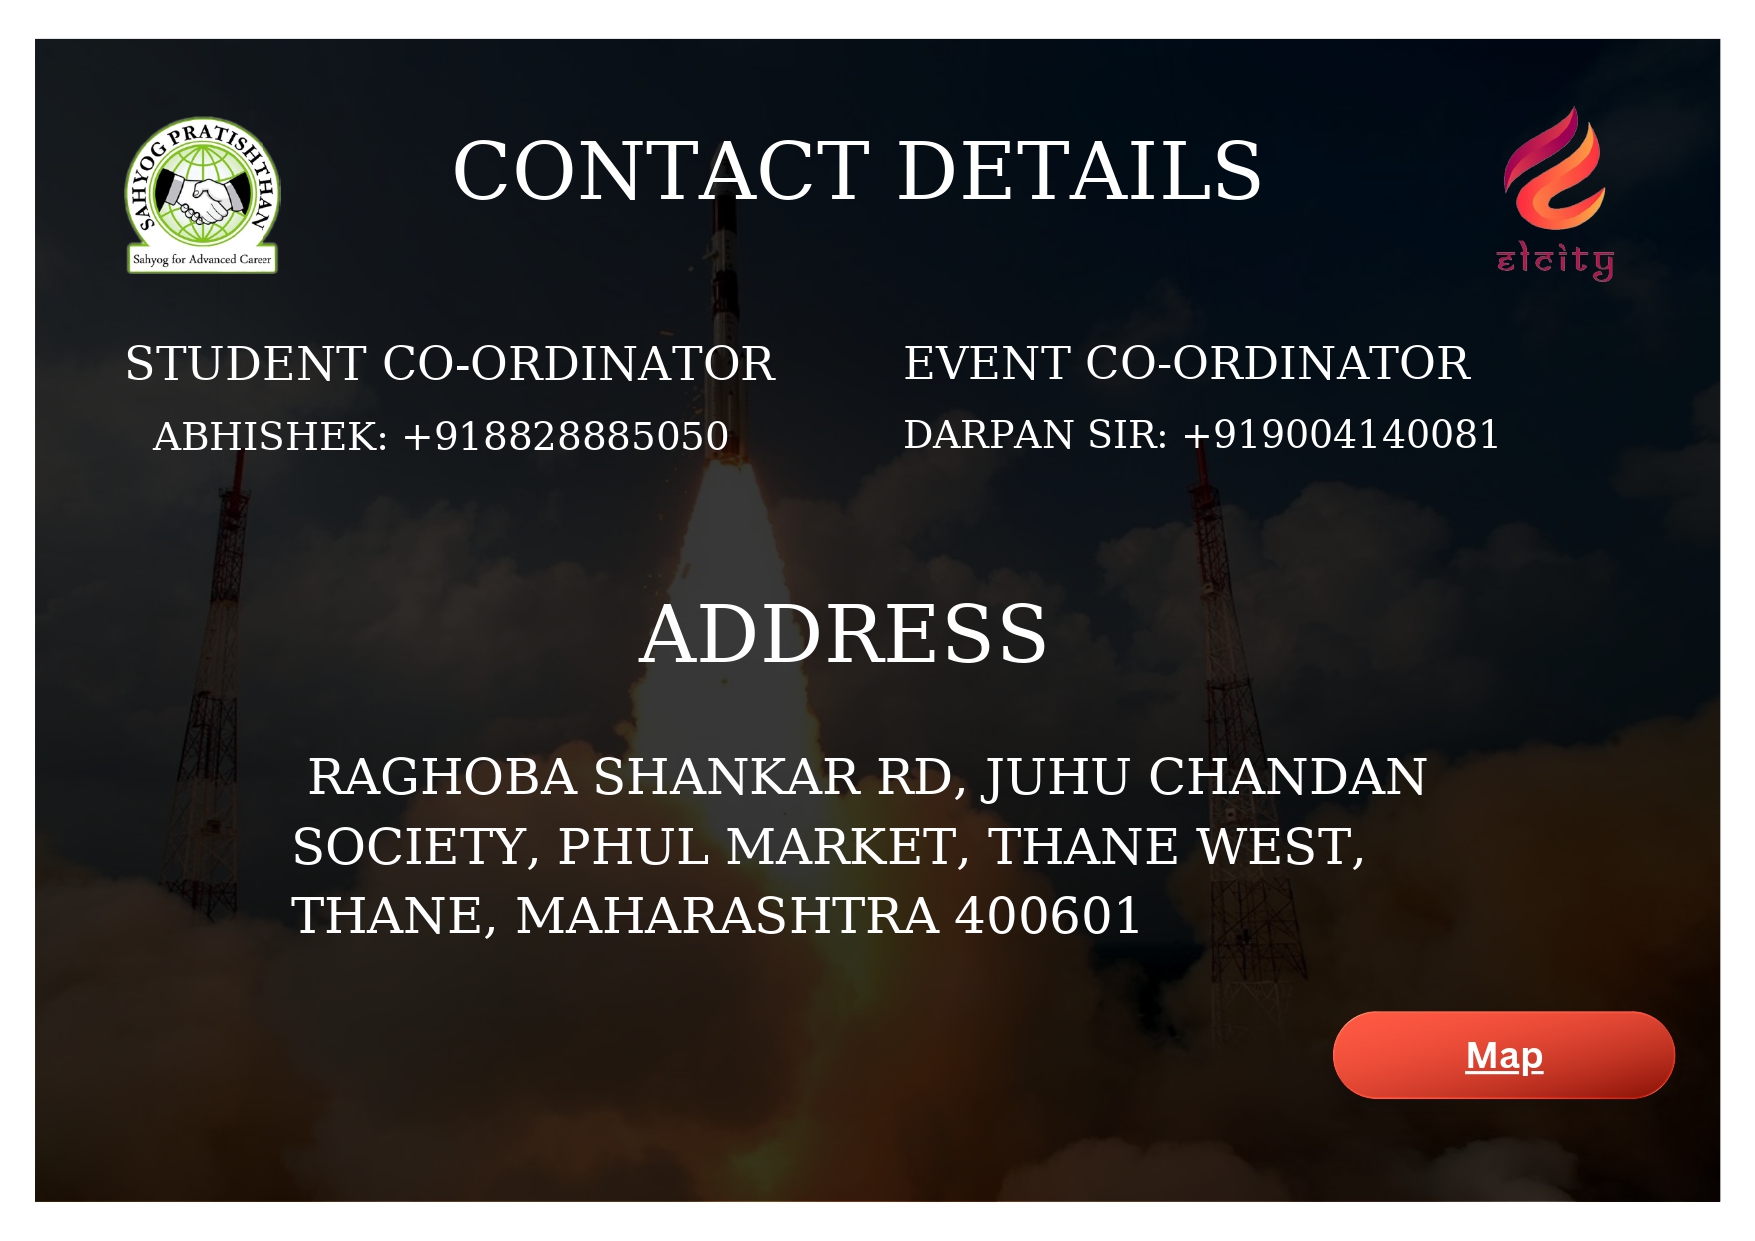 SAHYOG PRATISHTHAN
Sahyog for Advanced Career
CONTACT DETAILS
elcity
STUDENT CO-ORDINATOR
ABHISHEK: +918828885050
EVENT CO-ORDINATOR
DARPAN SIR: +919004140081
ADDRESS
RAGHOBA SHANKAR RD, JUHU CHANDAN
SOCIETY, PHUL MARKET, THANE WEST,
THANE, MAHARASHTRA 400601
Map